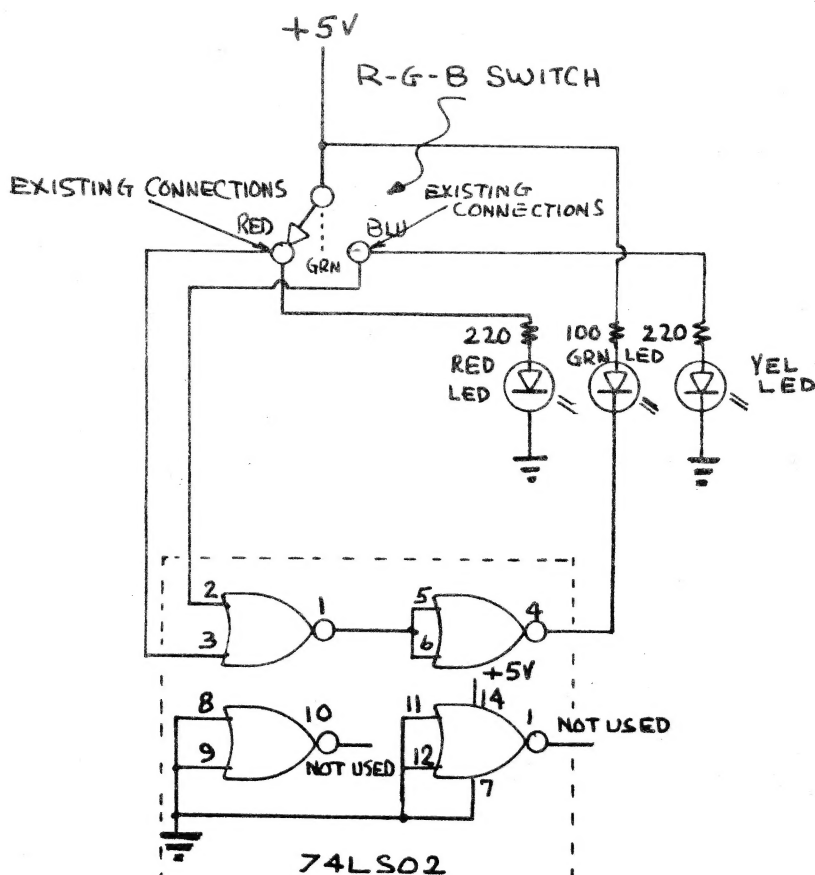 +5V
R-G-B SWITCH
EXISTING CONNECTIONS
EXISTING
CONNECTIONS
RED
BLU
GRN
220
100
220
RED
LED
GRN LED
YEL
LED
2
3
1
5
6
4
+5V
14
8
9
10
NOT USED
11
12
1
NOT USED
7
74LS02